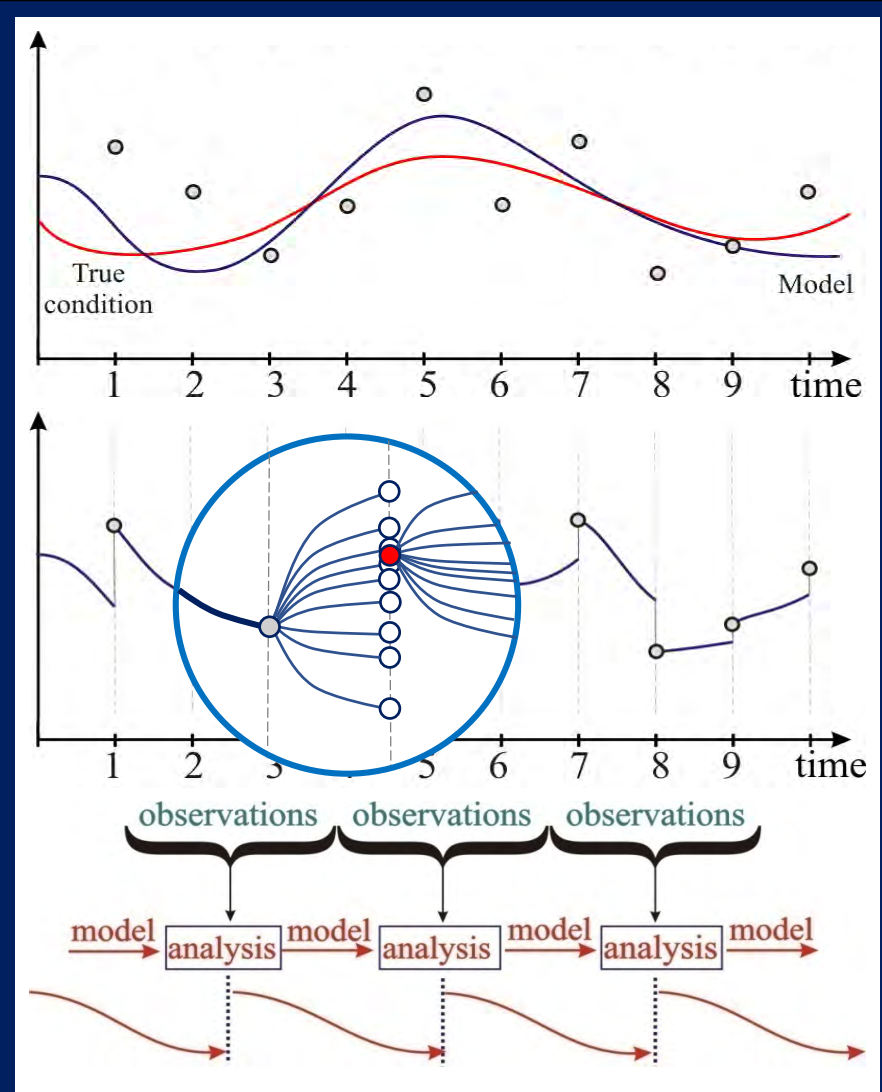 True
condition
Model
1 2 3 4 5 6 7 8 9 time
1 2 3 5 6 7 8 9 time
observations observations observations
model analysis model analysis model analysis model